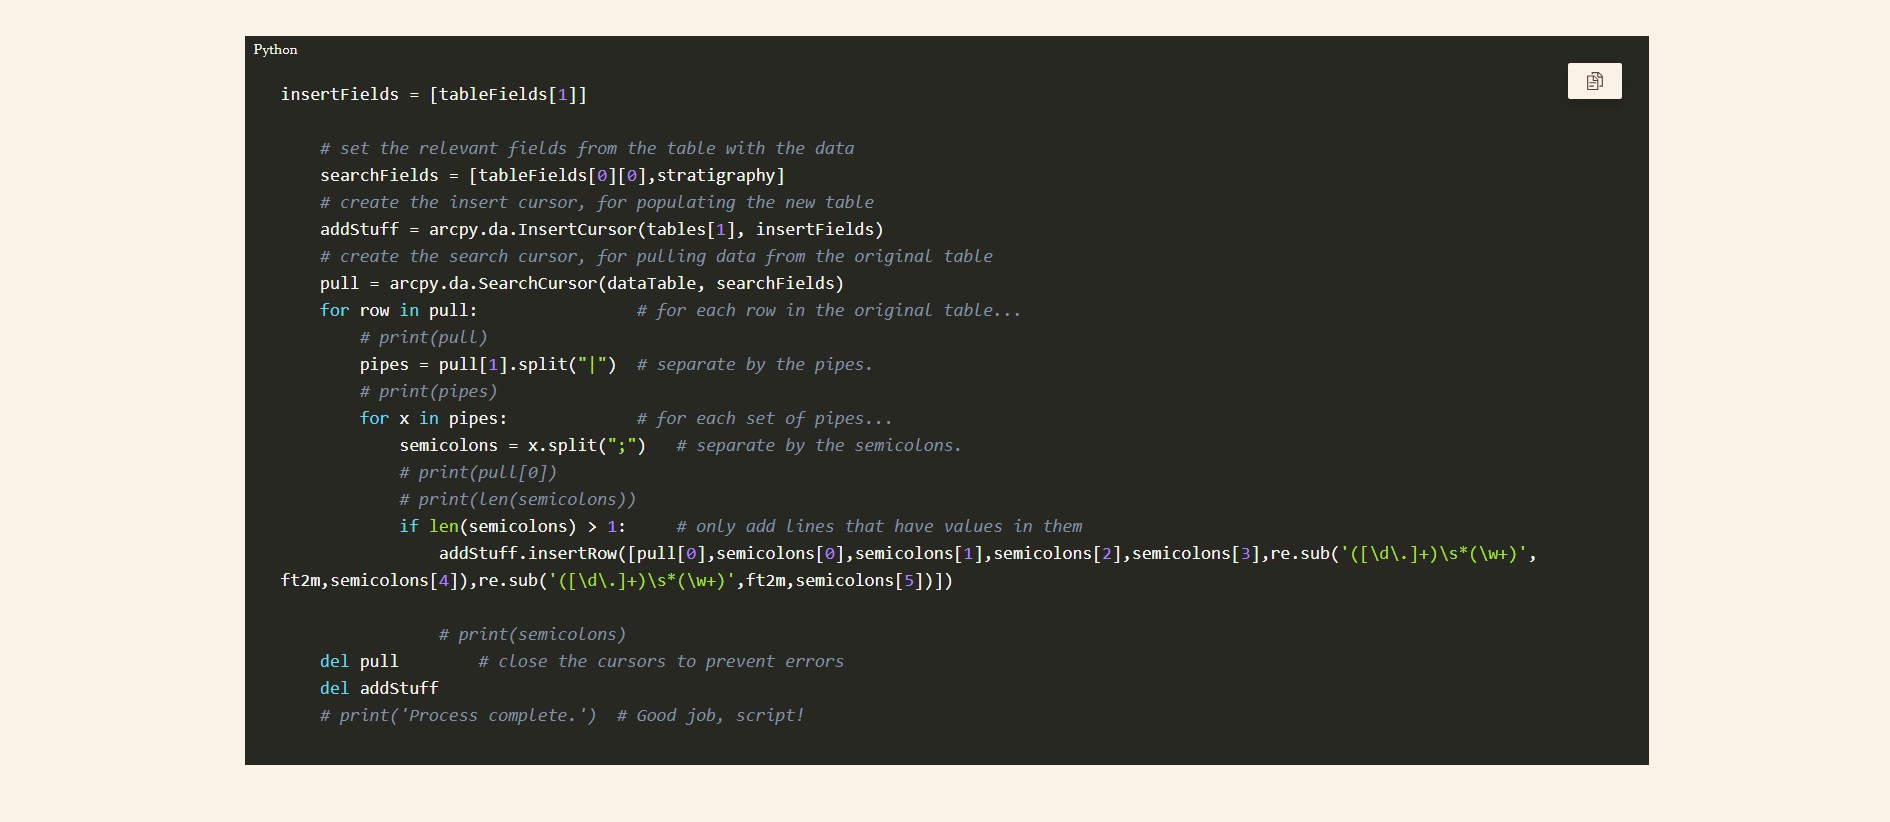 Python
insertFields = [tableFields[1]]
# set the relevant fields from the table with the data
searchFields = [tableFields[0][0],stratigraphy]
# create the insert cursor, for populating the new table
addStuff = arcpy.da.InsertCursor(tables[1], insertFields)
# create the search cursor, for pulling data from the original table
pull = arcpy.da.SearchCursor(dataTable, searchFields)
for row in pull:                # for each row in the original table...
# print(pull)
pipes = pull[1].split("|")  # separate by the pipes.
# print(pipes)
for x in pipes:             # for each set of pipes...
semicolons = x.split(";")   # separate by the semicolons.
# print(pull[0])
# print(len(semicolons))
if len(semicolons) > 1:     # only add lines that have values in them
addStuff.insertRow([pull[0],semicolons[0],semicolons[1],semicolons[2],semicolons[3],re.sub('([\d\.]+)\s*(\w+)',
ft2m,semicolons[4]),re.sub('([\d\.]+)\s*(\w+)',ft2m,semicolons[5])])
# print(semicolons)
del pull        # close the cursors to prevent errors
del addStuff
# print('Process complete.')  # Good job, script!